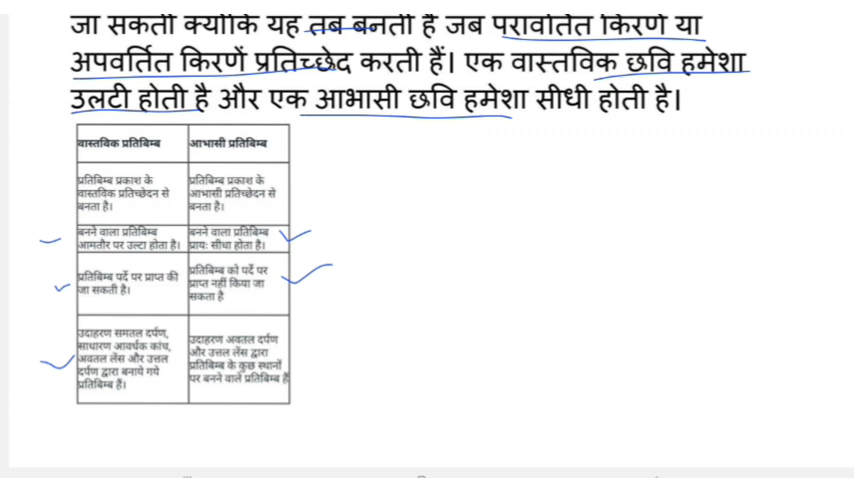 जा सकती क्योंकि यह तब बनती है जब परावर्तित किरणें या
अपवर्तित किरणें प्रतिच्छेद करती हैं। एक वास्तविक छवि हमेशा
उलटी होती है और एक आभासी छवि हमेशा सीधी होती है।
वास्तविक प्रतिबिम्ब
आभासी प्रतिबिम्ब
प्रतिबिम्ब प्रकाश के
वास्तविक प्रतिच्छेदन से
बनता है।
प्रतिबिम्ब प्रकाश के
आभासी प्रतिच्छेदन से
बनता है।
बनने वाला प्रतिबिम्ब
आमतौर पर उल्टा होता है।
बनने वाला प्रतिबिम्ब
प्रायः सीधा होता है।
प्रतिबिम्ब पर्दे पर प्राप्त की
जा सकती है।
प्रतिबिम्ब को पर्दे पर
प्राप्त नहीं किया जा
सकता है
उदाहरण समतल दर्पण,
साधारण आवर्धक कांच,
अवतल लेंस और उत्तल
दर्पण द्वारा बनाये गये
प्रतिबिम्ब हैं।
उदाहरण अवतल दर्पण
और उत्तल लेंस द्वारा
प्रतिबिम्ब के कुछ स्थानों
पर बनने वाले प्रतिबिम्ब हैं